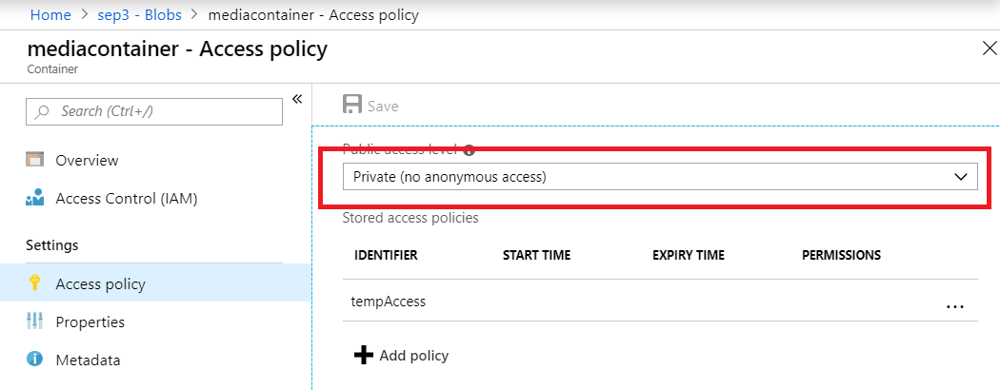 Home > sep3 - Blobs > mediacontainer - Access policy
mediacontainer - Access policy
Container
Search (Ctrl+/)
«
Overview
Access Control (IAM)
Settings
Access policy
Properties
Metadata
Save
Public access level
Private (no anonymous access)
Stored access policies
IDENTIFIER START TIME EXPIRY TIME PERMISSIONS
tempAccess ...
Add policy